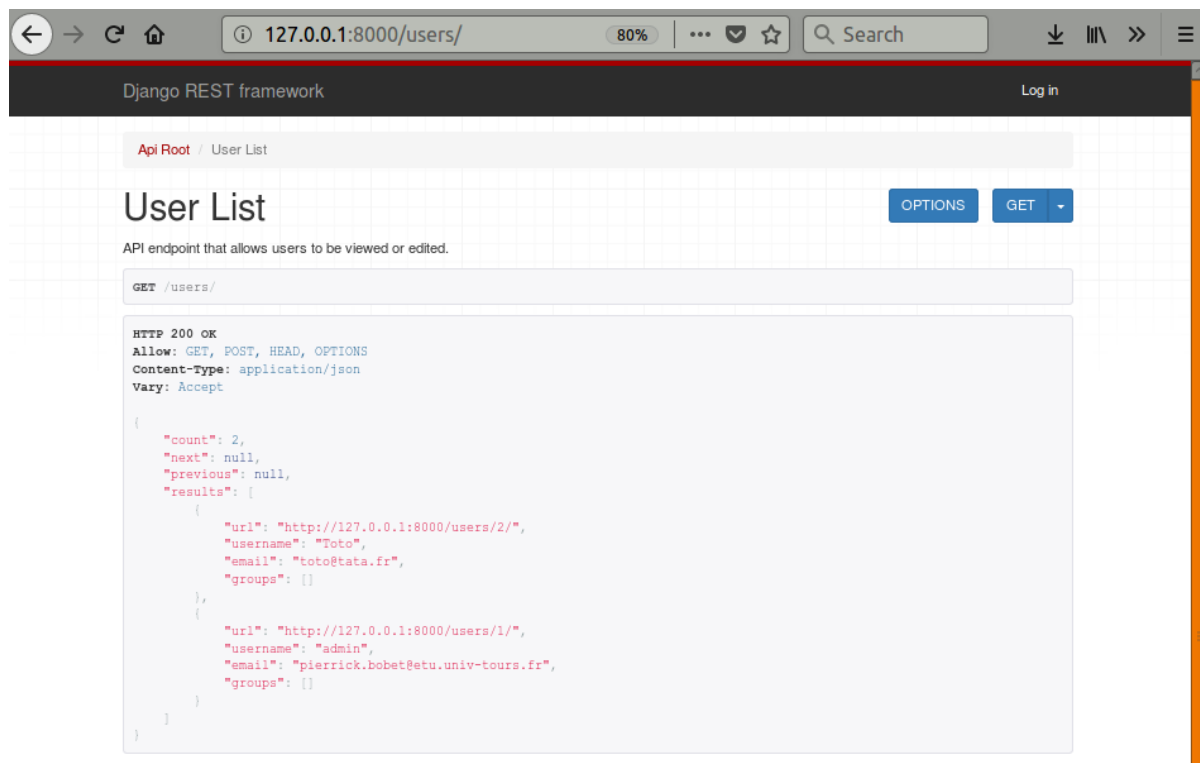 127.0.0.1:8000/users/ 80% Search
Django REST framework Log in
Api Root / User List
User List OPTIONS GET
API endpoint that allows users to be viewed or edited.
GET /users/
HTTP 200 OK
Allow: GET, POST, HEAD, OPTIONS
Content-Type: application/json
Vary: Accept
{
    "count": 2,
    "next": null,
    "previous": null,
    "results": [
        {
            "url": "http://127.0.0.1:8000/users/2/",
            "username": "Toto",
            "email": "toto@tata.fr",
            "groups": []
        },
        {
            "url": "http://127.0.0.1:8000/users/1/",
            "username": "admin",
            "email": "pierrick.bobet@etu.univ-tours.fr",
            "groups": []
        }
    ]
}